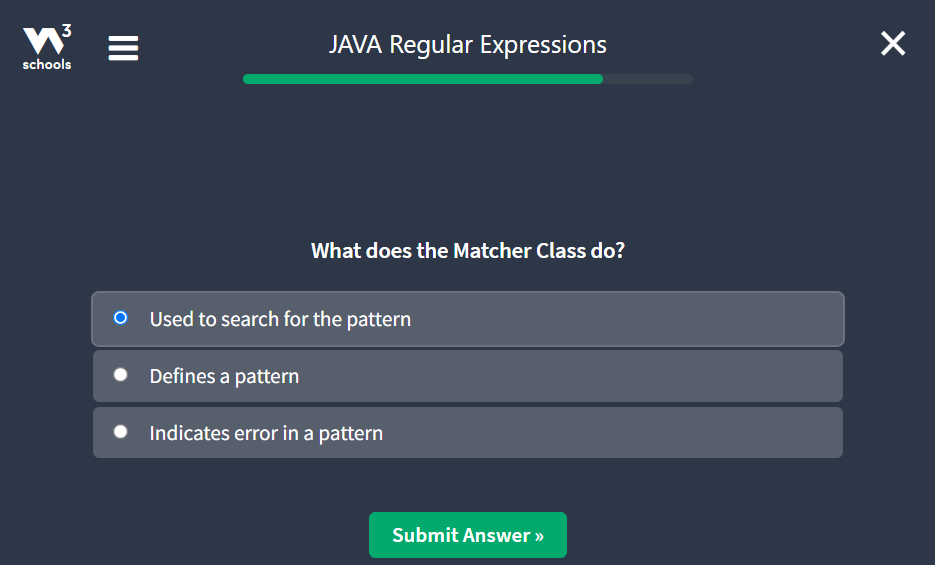 3
schools
JAVA Regular Expressions
What does the Matcher Class do?
Used to search for the pattern
Defines a pattern
Indicates error in a pattern
Submit Answer »